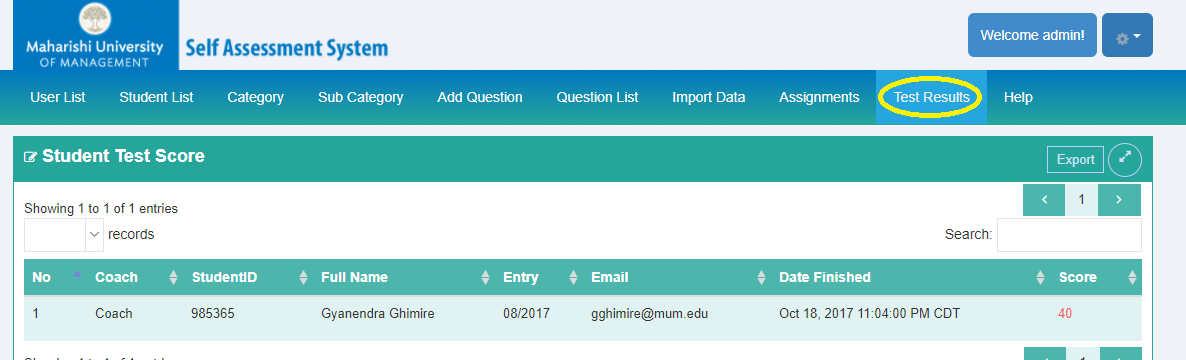 Maharishi University
OF MANAGEMENT
Self Assessment System
Welcome admin!
User List Student List Category Sub Category Add Question Question List Import Data Assignments Test Results Help
Student Test Score
Export
Showing 1 to 1 of 1 entries
1
records
Search:
No Coach StudentID Full Name Entry Email Date Finished Score
1 Coach 985365 Gyanendra Ghimire 08/2017 gghimire@mum.edu Oct 18, 2017 11:04:00 PM CDT 40